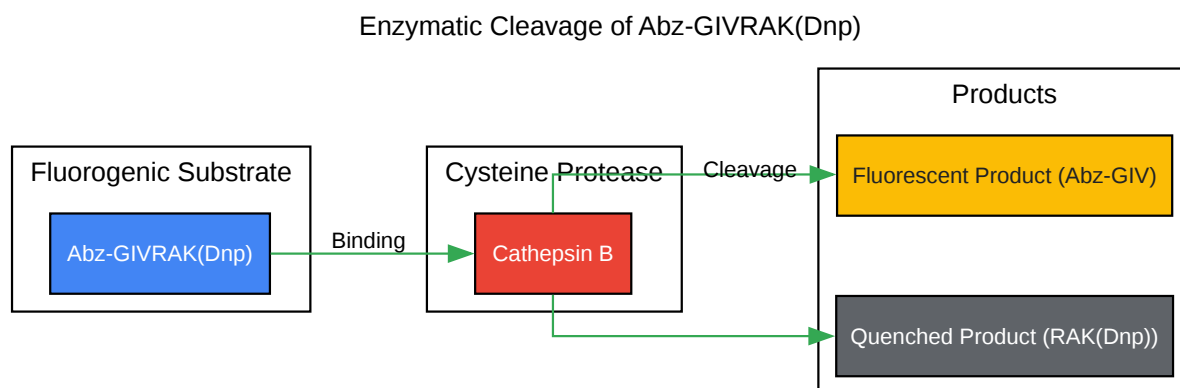 Enzymatic Cleavage of Abz-GIVRAK(Dnp)
Fluorogenic Substrate
Abz-GIVRAK(Dnp)
Binding
Cysteine Protease
Cathepsin B
Cleavage
Products
Fluorescent Product (Abz-GIV)
Quenched Product (RAK(Dnp))